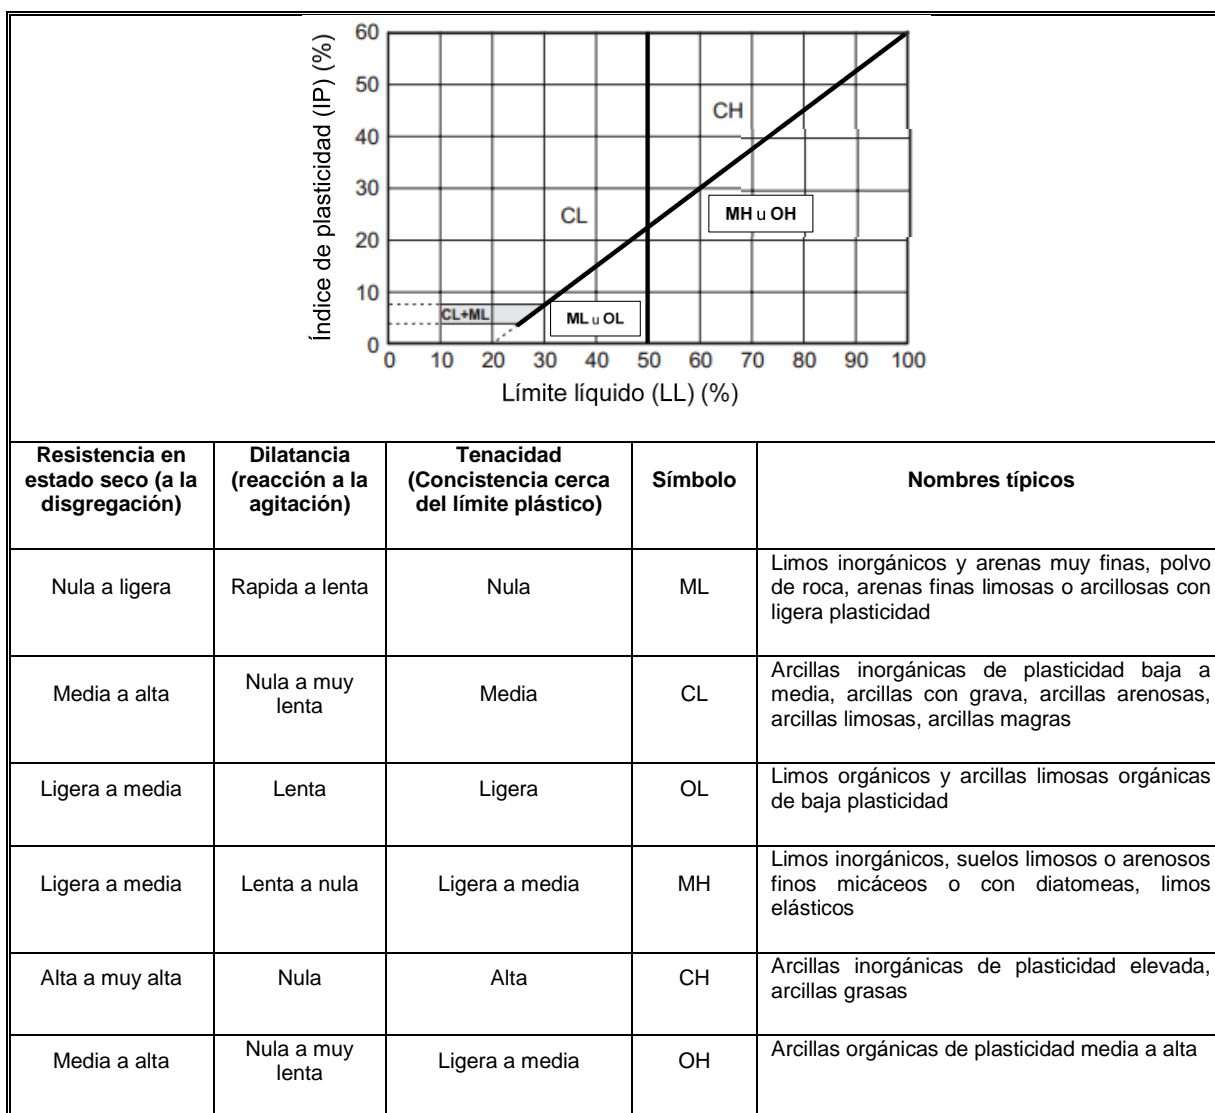 Índice de plasticidad (IP) (%)
60
50
40
30
20
10
0
CH
CL
MH u OH
CL+ML
ML u OL
0 10 20 30 40 50 60 70 80 90 100
Límite líquido (LL) (%)
Resistencia en
estado seco (a la
disgregación)
Dilatancia
(reacción a la
agitación)
Tenacidad
(Concistencia cerca
del límite plástico)
Símbolo
Nombres típicos
Nula a ligera
Rapida a lenta
Nula
ML
Limos inorgánicos y arenas muy finas, polvo
de roca, arenas finas limosas o arcillosas con
ligera plasticidad
Media a alta
Nula a muy
lenta
Media
CL
Arcillas inorgánicas de plasticidad baja a
media, arcillas con grava, arcillas arenosas,
arcillas limosas, arcillas magras
Ligera a media
Lenta
Ligera
OL
Limos orgánicos y arcillas limosas orgánicas
de baja plasticidad
Ligera a media
Lenta a nula
Ligera a media
MH
Limos inorgánicos, suelos limosos o arenosos
finos micáceos o con diatomeas, limos
elásticos
Alta a muy alta
Nula
Alta
CH
Arcillas inorgánicas de plasticidad elevada,
arcillas grasas
Media a alta
Nula a muy
lenta
Ligera a media
OH
Arcillas orgánicas de plasticidad media a alta